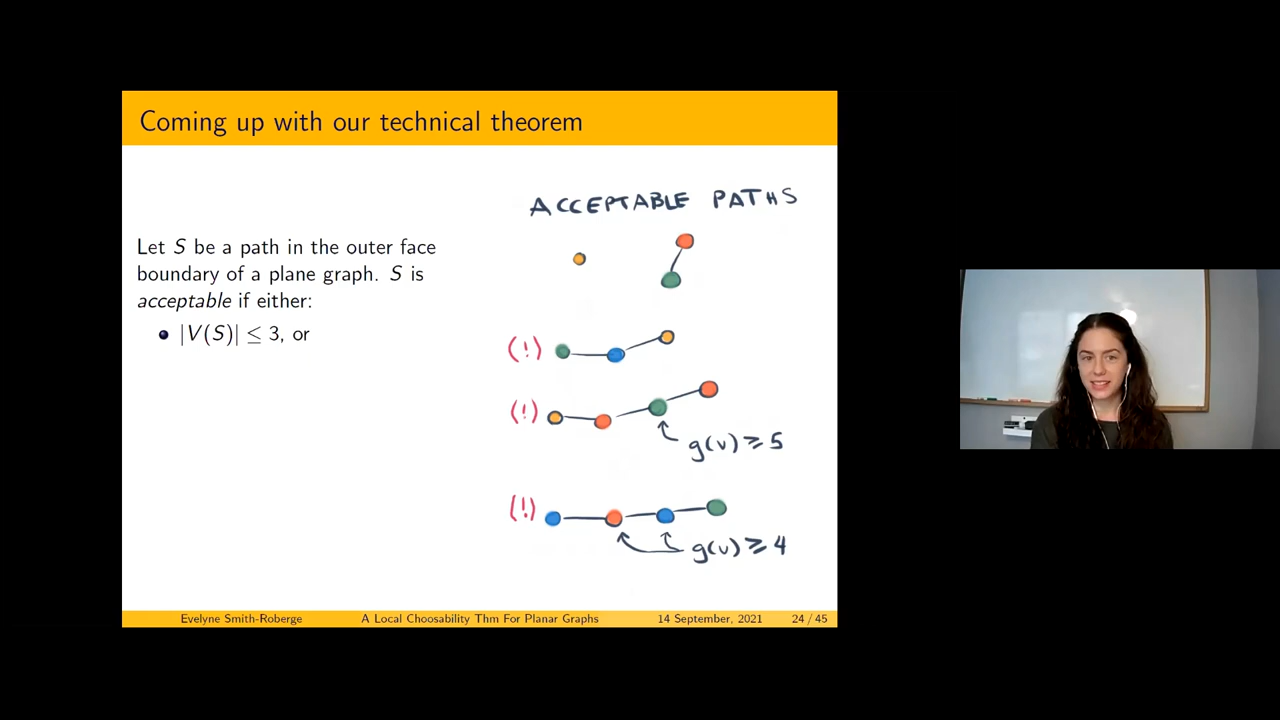 Coming up with our technical theorem
Let S be a path in the outer face
boundary of a plane graph. S is
acceptable if either:
|V(S)| ≤ 3, or
ACCEPTABLE PATHS
(!)
(!)
g(v) ≥ 5
(!)
g(v) ≥ 4
Evelyne Smith-Roberge A Local Choosability Thm For Planar Graphs 14 September, 2021 24 / 45